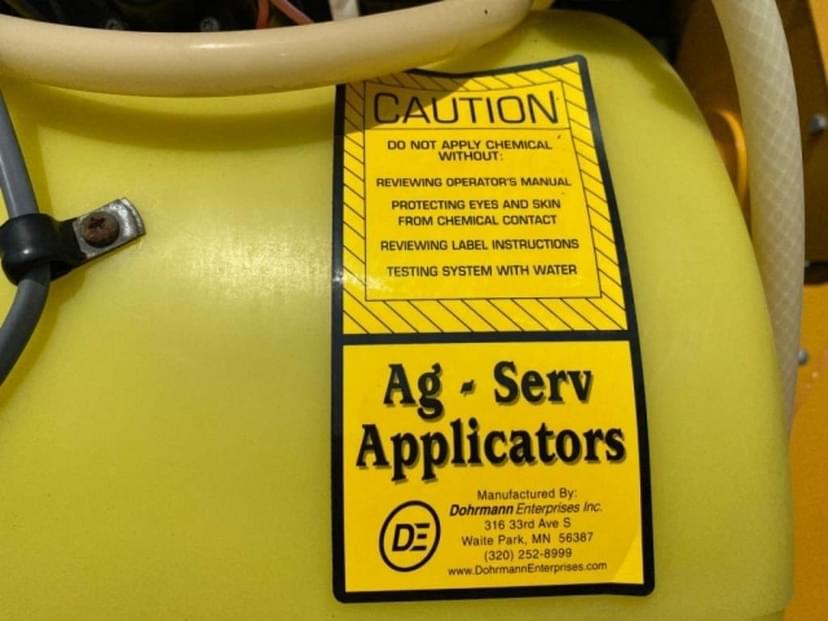 CAUTION
DO NOT APPLY CHEMICAL
WITHOUT:
REVIEWING OPERATOR'S MANUAL
PROTECTING EYES AND SKIN
FROM CHEMICAL CONTACT
REVIEWING LABEL INSTRUCTIONS
TESTING SYSTEM WITH WATER
Ag - Serv
Applicators
DE
Manufactured By:
Dohrmann Enterprises Inc.
316 33rd Ave S
Waite Park, MN 56387
(320) 252-8999
www.DohrmannEnterprises.com